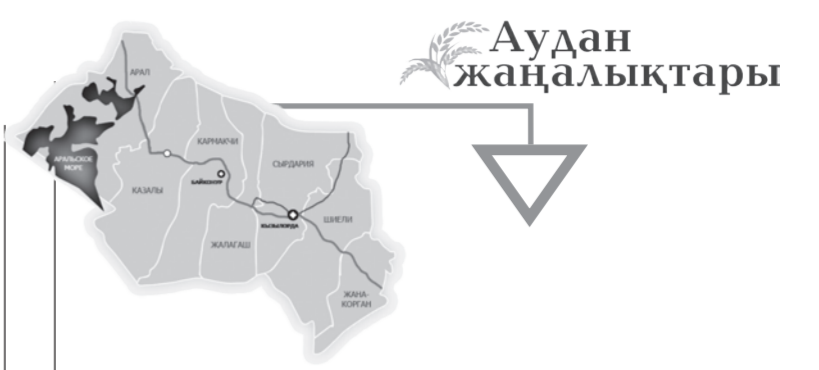 Аудан
жаңалықтары
АРАЛ
АРАЛЬСКОЕ
МОРЕ
КАРМАКЧИ
БАЙКОНУР
СЫРДАРИЯ
КАЗАЛЫ
КЫЗЫЛОРДА
ШИЕЛИ
ЖАЛАГАШ
ЖАНА-
КОРГАН